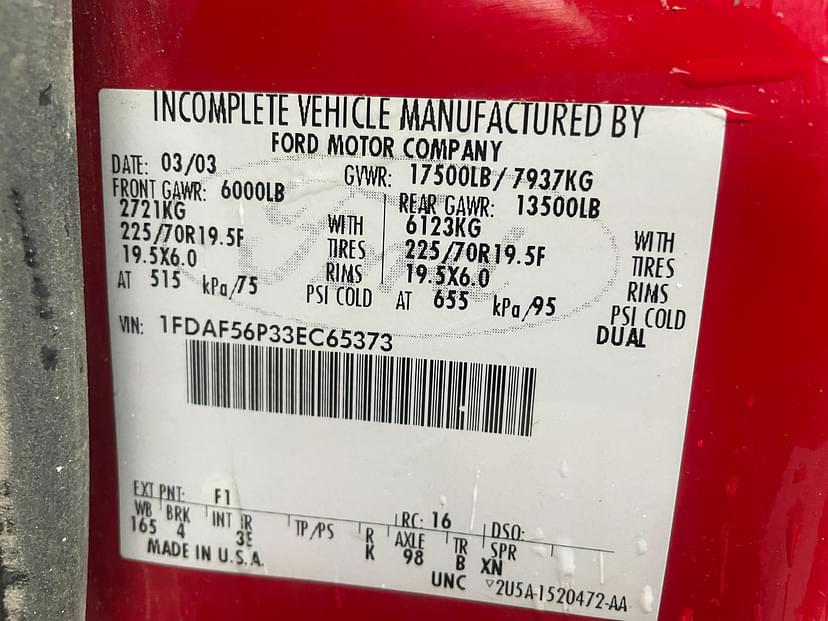 INCOMPLETE VEHICLE MANUFACTURED BY
FORD MOTOR COMPANY
DATE: 03/03 GVWR: 17500LB/7937KG
FRONT GAWR: 6000LB REAR GAWR: 13500LB
2721KG WITH 6123KG WITH
225/70R19.5F TIRES 225/70R19.5F TIRES
19.5X6.0 RIMS 19.5X6.0 RIMS
AT 515 kPa/75 PSI COLD AT 655 kPa/95 PSI COLD
DUAL
VIN: 1FDAF56P33EC65373
EXT PNT: F1 RC: 16 DSO:
WB BRK INT TR TP/PS R AXLE TR SPR
165 4 3E K 98 B XN
MADE IN U.S.A. UNC 2U5A-1520472-AA